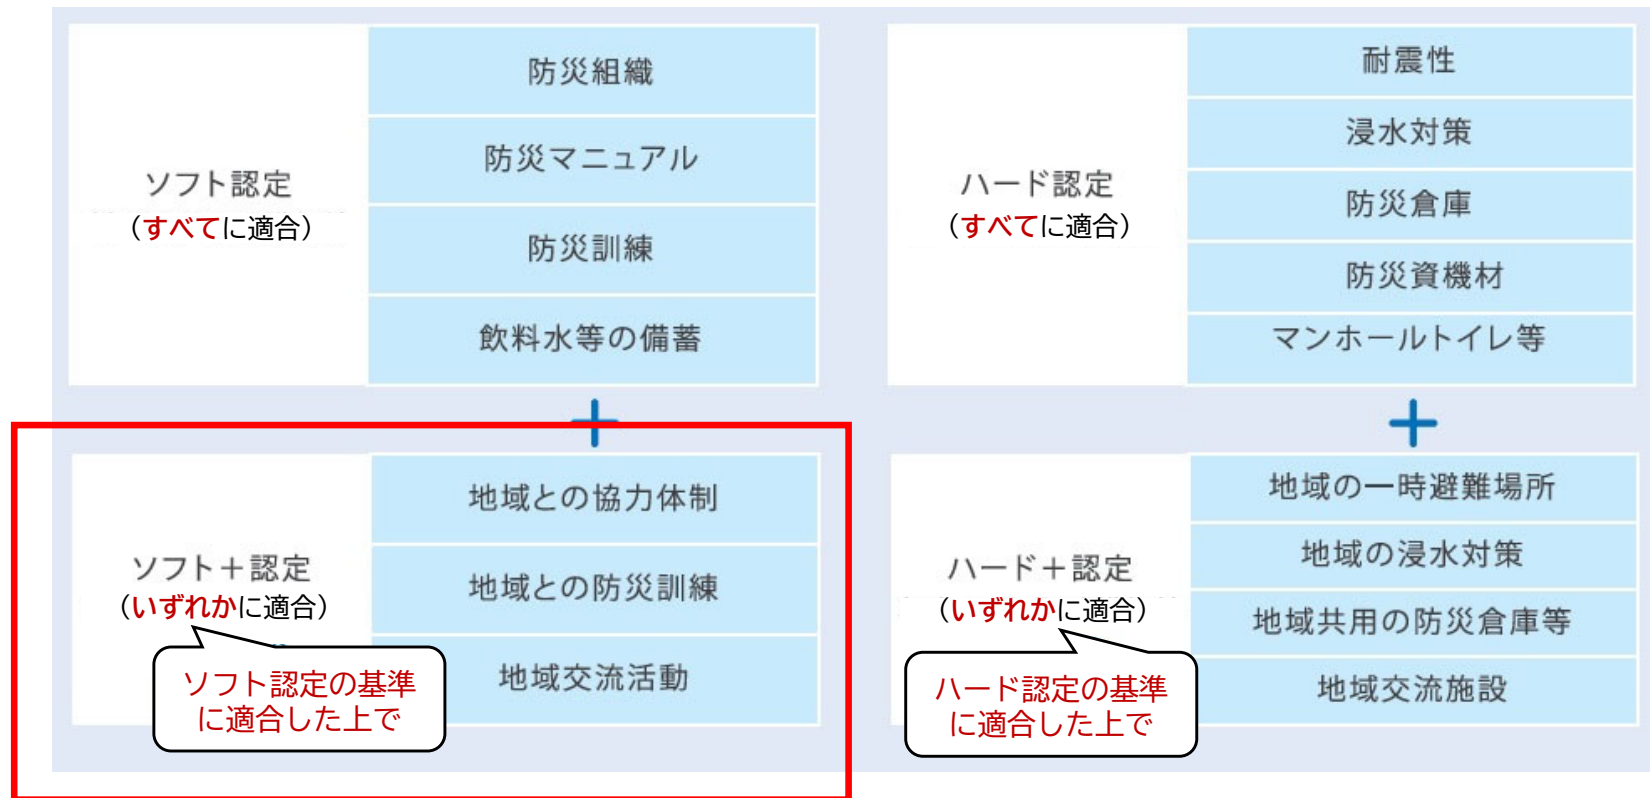 ソフト認定
（すべてに適合）
防災組織
防災マニュアル
防災訓練
飲料水等の備蓄
ハード認定
（すべてに適合）
耐震性
浸水対策
防災倉庫
防災資機材
マンホールトイレ等
+
+
ソフト＋認定
（いずれかに適合）
ソフト認定の基準
に適合した上で
地域との協力体制
地域との防災訓練
地域交流活動
ハード＋認定
（いずれかに適合）
ハード認定の基準
に適合した上で
地域の一時避難場所
地域の浸水対策
地域共用の防災倉庫等
地域交流施設